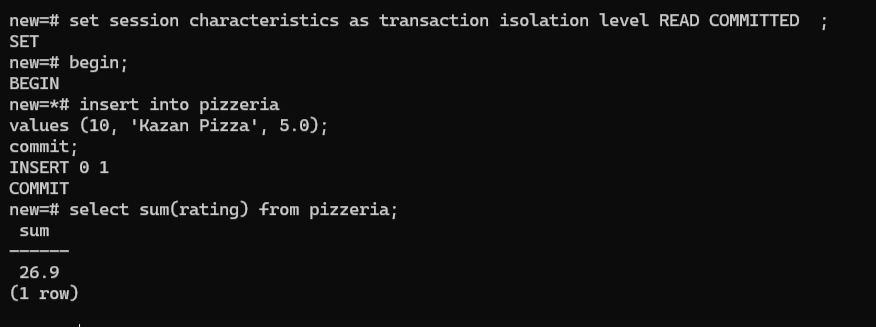 new=# set session characteristics as transaction isolation level READ COMMITTED  ;
SET
new=# begin;
BEGIN
new=*# insert into pizzeria
values (10, 'Kazan Pizza', 5.0);
commit;
INSERT 0 1
COMMIT
new=# select sum(rating) from pizzeria;
 sum
------
 26.9
(1 row)